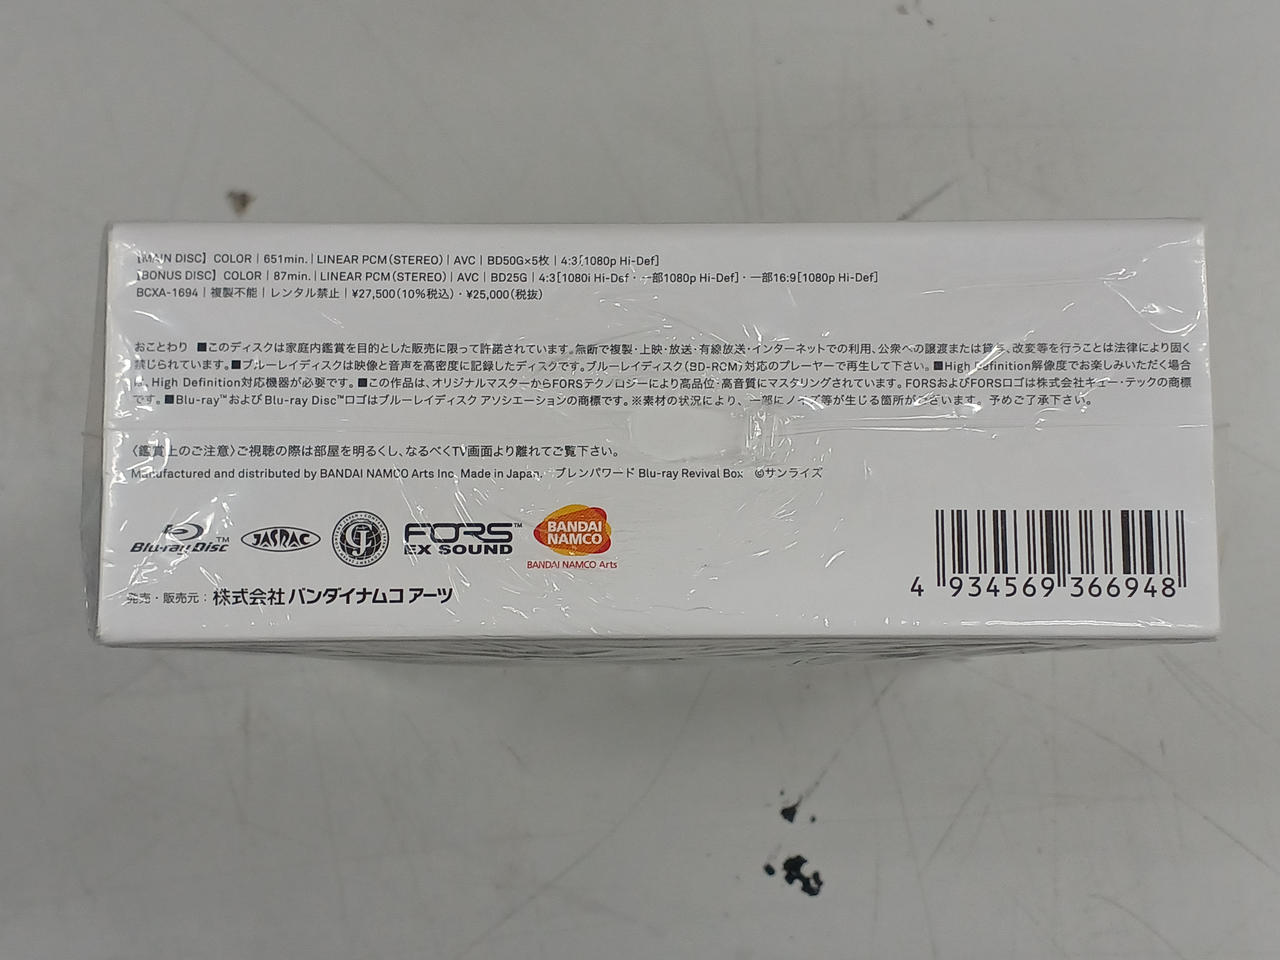 【MAIN DISC】COLOR｜651min.｜LINEAR PCM(STEREO)｜AVC｜BD50G×5枚｜4:3[1080p Hi-Def]
【BONUS DISC】COLOR｜87min.｜LINEAR PCM(STEREO)｜AVC｜BD25G｜4:3[1080i Hi-Def・一部1080p Hi-Def]・一部16:9[1080p Hi-Def]
BCXA-1694｜複製不能｜レンタル禁止｜¥27,500(10%税込)・¥25,000(税抜)
おことわり ■このディスクは家庭内鑑賞を目的とした販売に限って許諾されています。無断で複製・上映・放送・有線放送・インターネットでの利用、公衆への譲渡または貸与、改変等を行うことは法律により固く
禁じられています。■ブルーレイディスクは映像と音声を高密度に記録したディスクです。ブルーレイディスク(BD-ROM)対応のプレーヤーで再生して下さい。■High Definition解像度でお楽しみいただく場合
は、High Definition対応機器が必要です。■この作品は、オリジナルマスターからFORSテクノロジーにより高品位・高音質にマスタリングされています。FORSおよびFORSロゴは株式会社キュー・テックの商標
です。■Blu-ray™およびBlu-ray Disc™ロゴはブルーレイディスク アソシエーションの商標です。※素材の状況により、一部にノイズ等が生じる箇所がございます。予めご了承下さい。
〈鑑賞上のご注意〉ご視聴の際は部屋を明るくし、なるべくTV画面より離れてご覧下さい。
Manufactured and distributed by BANDAI NAMCO Arts Inc. Made in Japan. ブレンパワード Blu-ray Revival Box ©サンライズ
Blu-ray Disc™ JASRAC FORS™ EX SOUND BANDAI NAMCO
BANDAI NAMCO Arts
発売・販売元：株式会社バンダイナムコアーツ
4 934569 366948